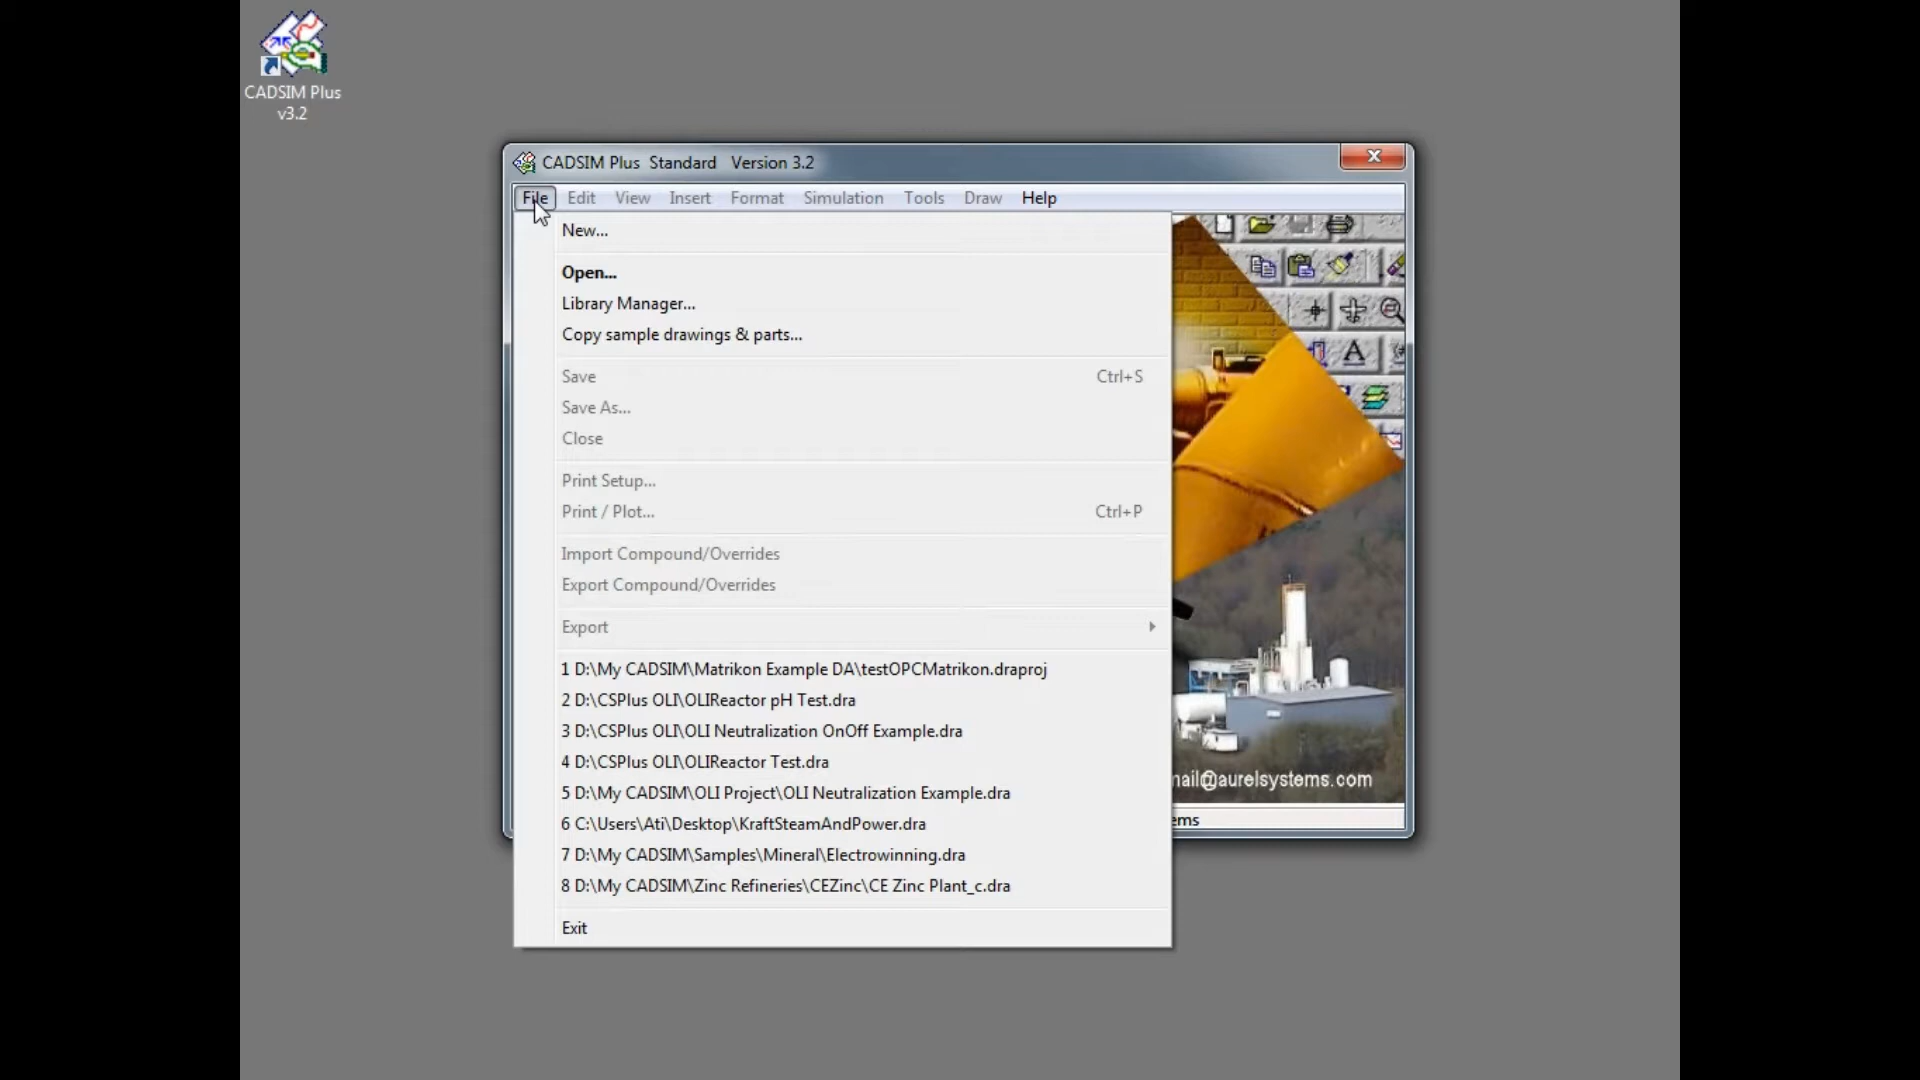 CADSIM Plus
v3.2
CADSIM Plus Standard Version 3.2
File Edit View Insert Format Simulation Tools Draw Help
New...
Open...
Library Manager...
Copy sample drawings & parts...
Save Ctrl+S
Save As...
Close
Print Setup...
Print / Plot... Ctrl+P
Import Compound/Overrides
Export Compound/Overrides
Export
1 D:\My CADSIM\Matrikon Example DA\testOPCMatrikon.draproj
2 D:\CSPlus OLI\OLIReactor pH Test.dra
3 D:\CSPlus OLI\OLI Neutralization OnOff Example.dra
4 D:\CSPlus OLI\OLIReactor Test.dra
5 D:\My CADSIM\OLI Project\OLI Neutralization Example.dra
6 C:\Users\Ati\Desktop\KraftSteamAndPower.dra
7 D:\My CADSIM\Samples\Mineral\Electrowinning.dra
8 D:\My CADSIM\Zinc Refineries\CEZinc\CE Zinc Plant_c.dra
Exit
mail@aurelsystems.com
ems